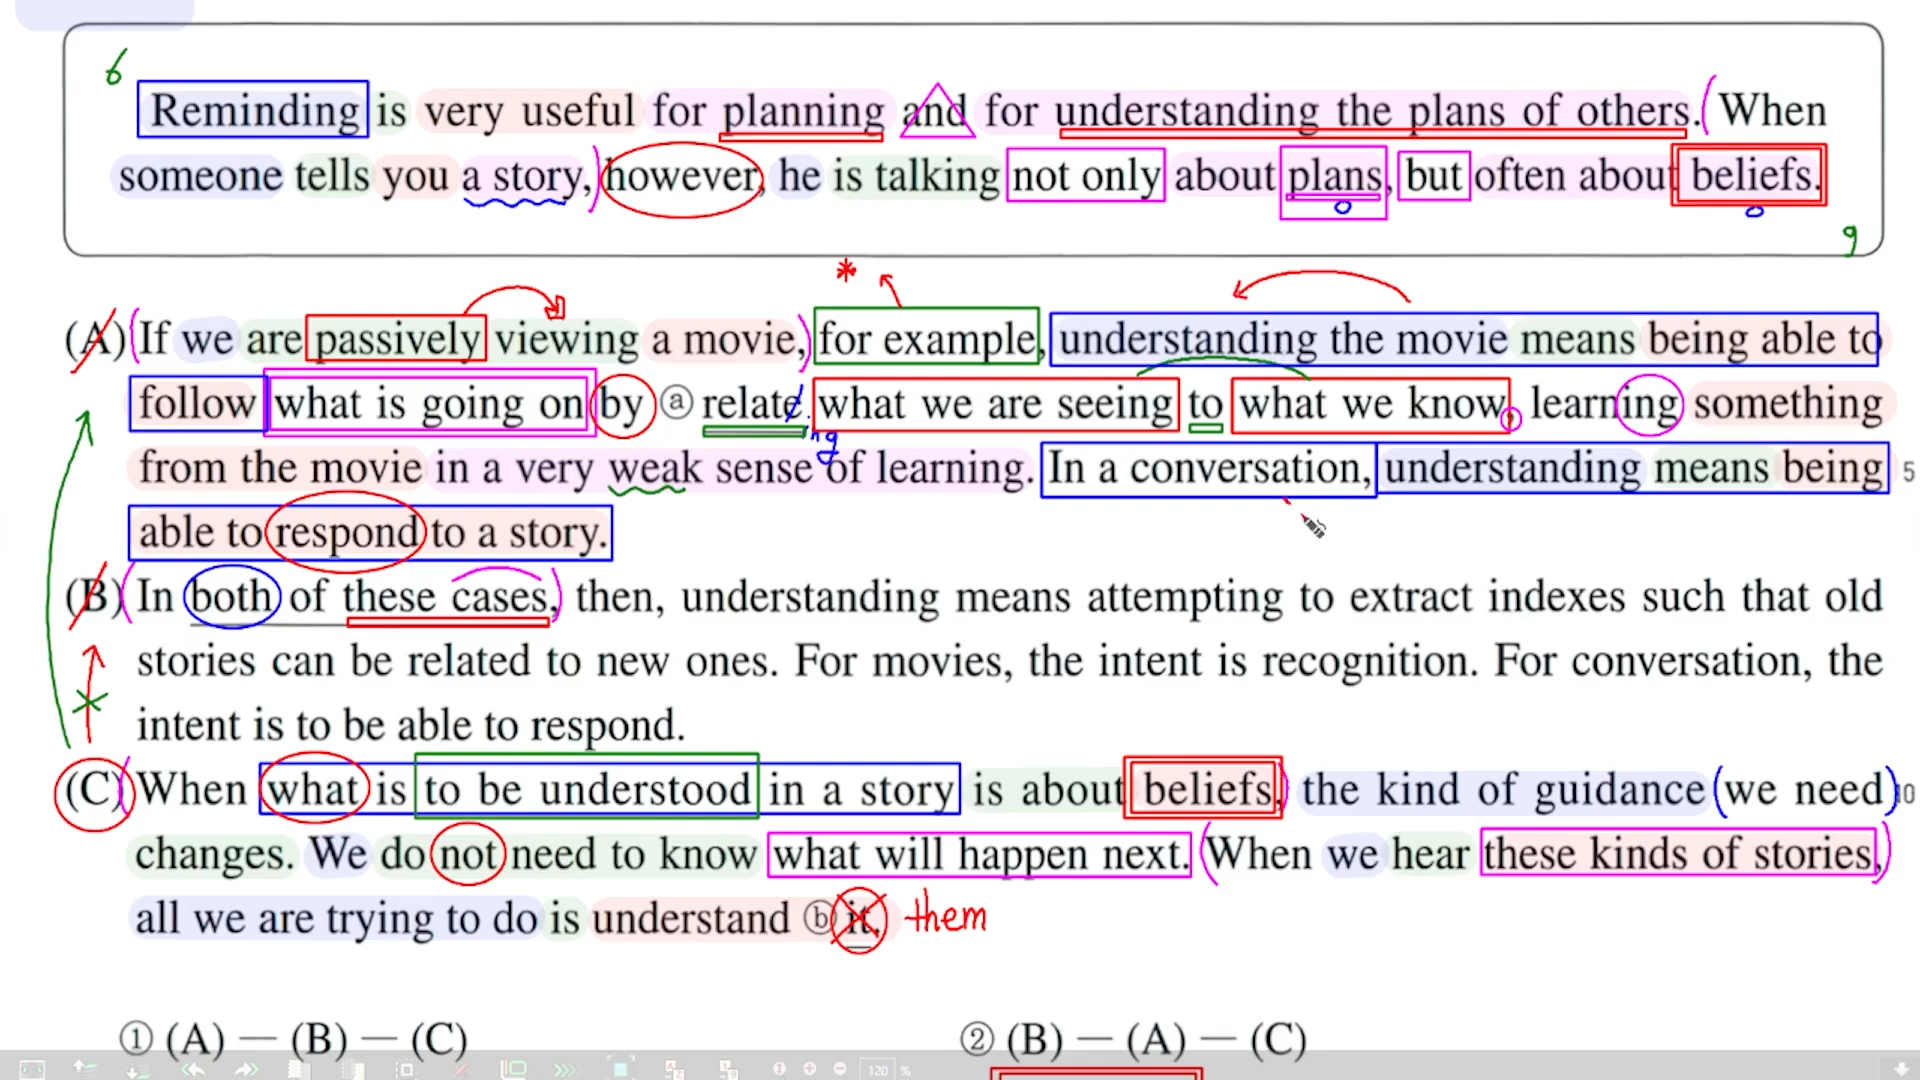 6
Reminding is very useful for planning and for understanding the plans of others. When
someone tells you a story, however, he is talking not only about plans, but often about beliefs.
9
*
(A) If we are passively viewing a movie, for example, understanding the movie means being able to
follow what is going on by ⓐ relate what we are seeing to what we know, learning something
ing
from the movie in a very weak sense of learning. In a conversation, understanding means being 5
able to respond to a story.
(B) In both of these cases, then, understanding means attempting to extract indexes such that old
stories can be related to new ones. For movies, the intent is recognition. For conversation, the
intent is to be able to respond.
(C) When what is to be understood in a story is about beliefs, the kind of guidance we need 10
changes. We do not need to know what will happen next. When we hear these kinds of stories,
all we are trying to do is understand ⓑ it. them
① (A) — (B) — (C) ② (B) — (A) — (C)
120 %